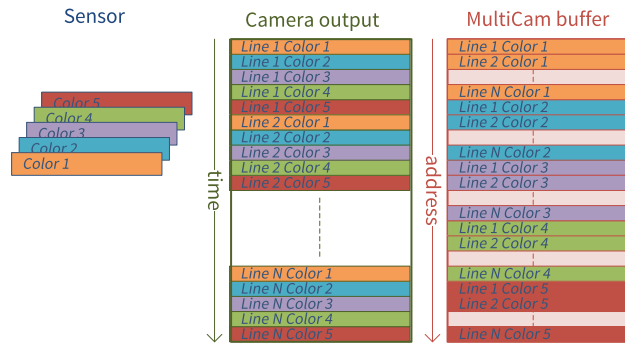 Sensor
Color 5
Color 4
Color 3
Color 2
Color 1
Camera output
time
Line 1 Color 1
Line 1 Color 2
Line 1 Color 3
Line 1 Color 4
Line 1 Color 5
Line 2 Color 1
Line 2 Color 2
Line 2 Color 3
Line 2 Color 4
Line 2 Color 5
Line N Color 1
Line N Color 2
Line N Color 3
Line N Color 4
Line N Color 5
MultiCam buffer
address
Line 1 Color 1
Line 2 Color 1
Line N Color 1
Line 1 Color 2
Line 2 Color 2
Line N Color 2
Line 1 Color 3
Line 2 Color 3
Line N Color 3
Line 1 Color 4
Line 2 Color 4
Line N Color 4
Line 1 Color 5
Line 2 Color 5
Line N Color 5